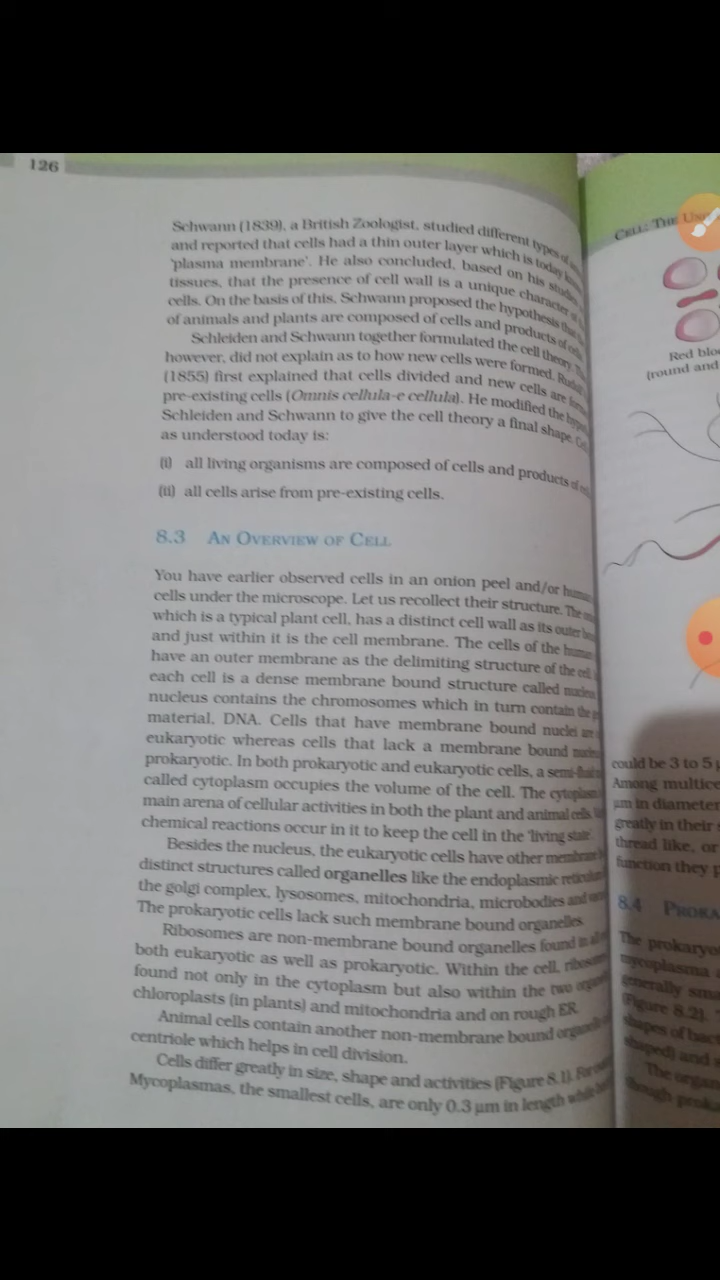 126
Schwann (1839), a British Zoologist, studied different types of
and reported that cells had a thin outer layer which is today
'plasma membrane'. He also concluded, based on his studies
tissues, that the presence of cell wall is a unique character
cells. On the basis of this, Schwann proposed the hypothesis that
of animals and plants are composed of cells and products of
Schleiden and Schwann together formulated the cell theory.
however, did not explain as to how new cells were formed.
(1855) first explained that cells divided and new cells are
pre-existing cells (Omnis cellula-e cellula). He modified the
Schleiden and Schwann to give the cell theory a final shape.
as understood today is:
(i) all living organisms are composed of cells and products of
(ii) all cells arise from pre-existing cells.
8.3 AN OVERVIEW OF CELL
You have earlier observed cells in an onion peel and/or human
cells under the microscope. Let us recollect their structure. The
which is a typical plant cell, has a distinct cell wall as its outer
and just within it is the cell membrane. The cells of the human
have an outer membrane as the delimiting structure of the cell.
each cell is a dense membrane bound structure called
nucleus contains the chromosomes which in turn contain the
material, DNA. Cells that have membrane bound nuclei are
eukaryotic whereas cells that lack a membrane bound
prokaryotic. In both prokaryotic and eukaryotic cells, a
called cytoplasm occupies the volume of the cell. The
main arena of cellular activities in both the plant and animal cells.
chemical reactions occur in it to keep the cell in the 'living state'.
Besides the nucleus, the eukaryotic cells have other
distinct structures called organelles like the endoplasmic
the golgi complex, lysosomes, mitochondria, microbodies and
The prokaryotic cells lack such membrane bound organelles.
Ribosomes are non-membrane bound organelles found in
both eukaryotic as well as prokaryotic. Within the cell,
found not only in the cytoplasm but also within the two
chloroplasts (in plants) and mitochondria and on rough ER.
Animal cells contain another non-membrane bound
centriole which helps in cell division.
Cells differ greatly in size, shape and activities (Figure 8.1).
Mycoplasmas, the smallest cells, are only 0.3 µm in length while
CELL: THE
Red
(round and
could be 3 to 5
Among
µm in diameter
greatly in their
thread like, or
function they
8.4
The
mycoplasma
generally
(Figure 8.2).
shapes of
shaped) and
The
though